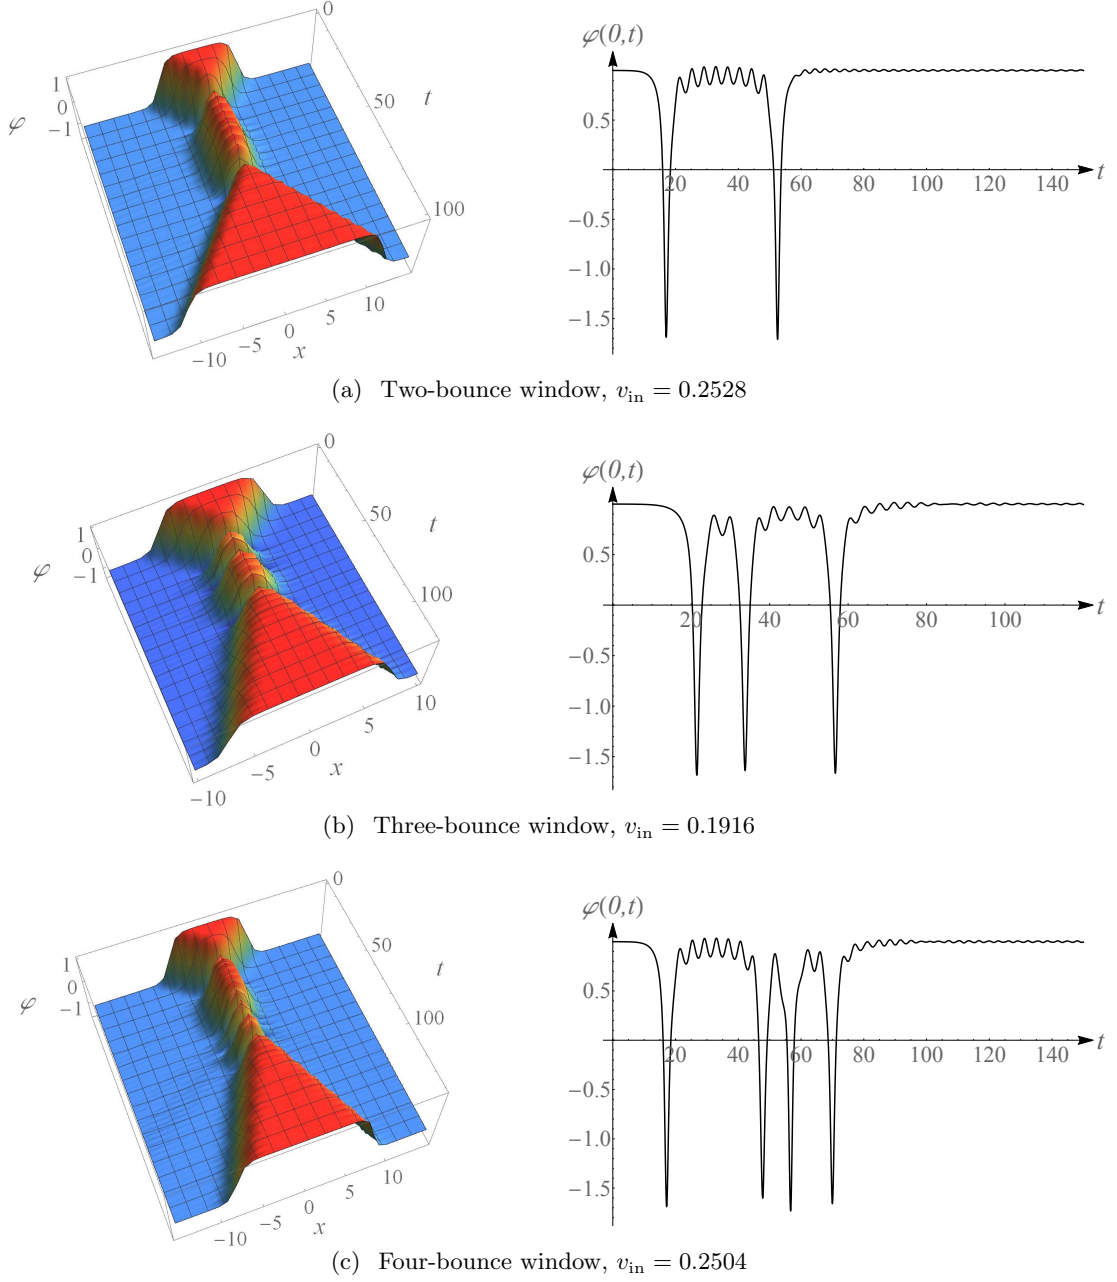 φ
1
0
−1
0
50
100
t
−10
−5
0
5
10
x
φ(0,t)
0.5
−0.5
−1.0
−1.5
20 40 60 80 100 120 140 t
(a) Two-bounce window, v_in = 0.2528
φ
1
0
−1
0
50
100
t
−10
−5
0
5
10
x
φ(0,t)
0.5
−0.5
−1.0
−1.5
20 40 60 80 100 t
(b) Three-bounce window, v_in = 0.1916
φ
1
0
−1
0
50
100
t
−10
−5
0
5
10
x
φ(0,t)
0.5
−0.5
−1.0
−1.5
20 40 60 80 100 120 140 t
(c) Four-bounce window, v_in = 0.2504